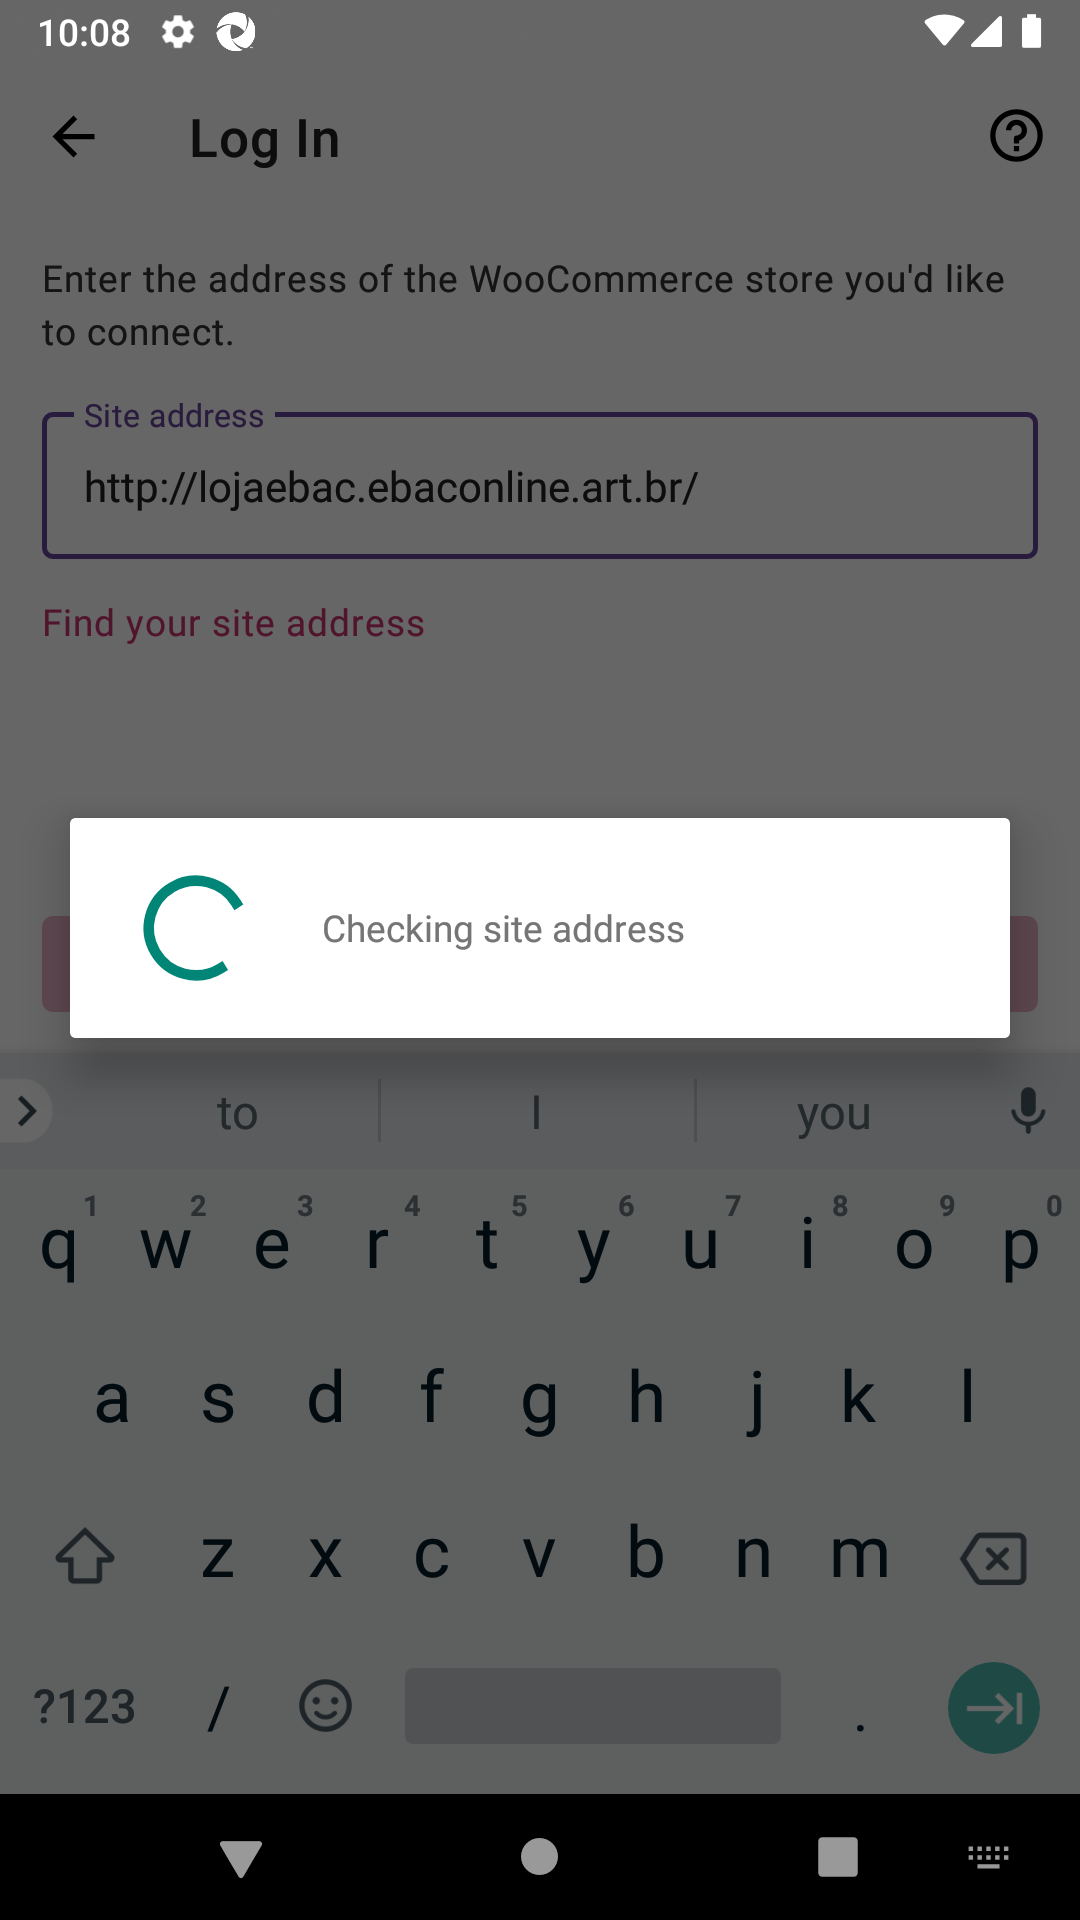 10:08
Log In
Enter the address of the WooCommerce store you'd like
to connect.
Site address
http://lojaebac.ebaconline.art.br/
Find your site address
Checking site address
to I you
1 2 3 4 5 6 7 8 9 0
q w e r t y u i o p
a s d f g h j k l
z x c v b n m
?123 / .